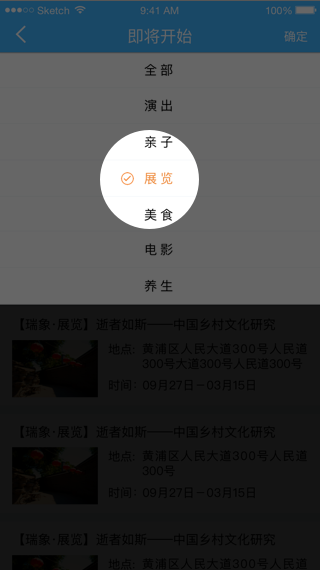 Sketch 9:41 AM 100%
即将开始 确定
全部
演出
亲子
展览
美食
电影
养生
【瑞象·展览】逝者如斯——中国乡村文化研究
地点：黄浦区人民大道300号人民道
300号大道300号人民道300号
时间：09月27日－03月15日
【瑞象·展览】逝者如斯——中国乡村文化研究
地点：黄浦区人民大道300号人民大道
300号
时间：09月27日－03月15日
【瑞象·展览】逝者如斯——中国乡村文化研究
地点：黄浦区人民大道300号人民道